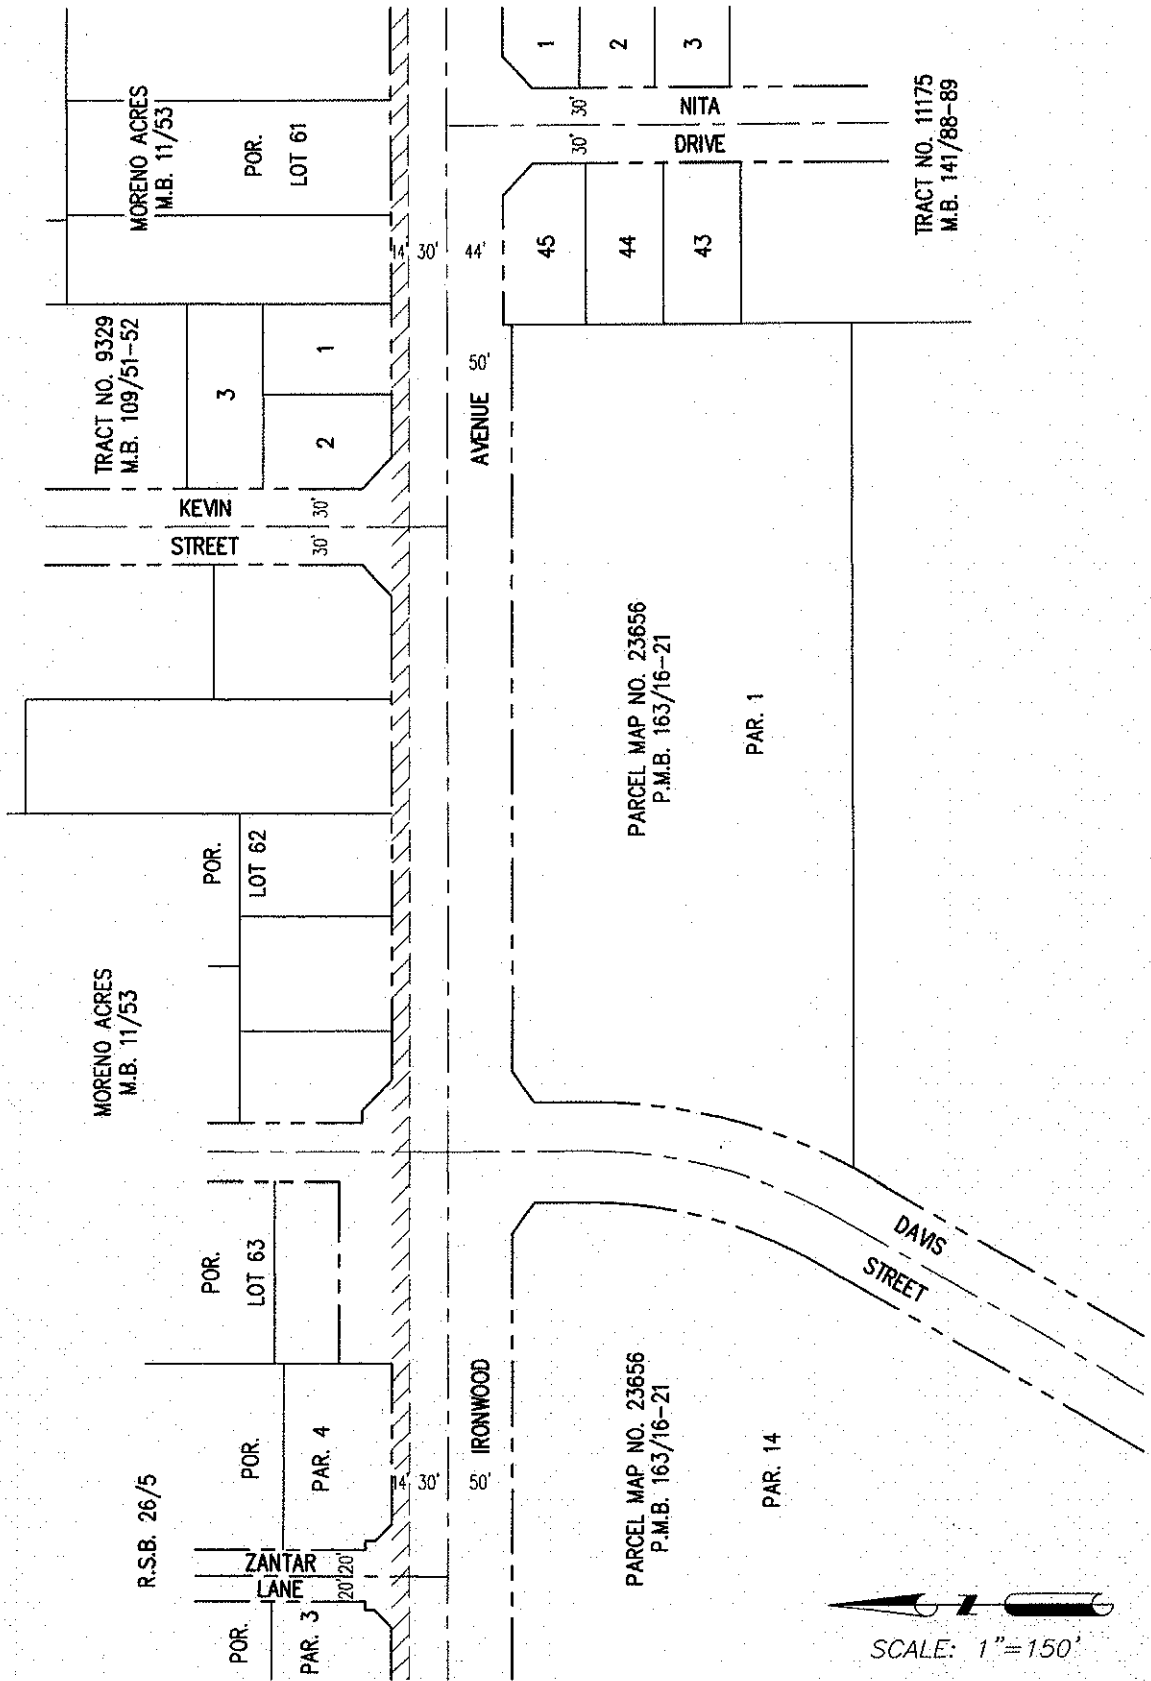 MORENO ACRES
M.B. 11/53
POR.
LOT 61
1
2
3
30'
NITA
30'
DRIVE
TRACT NO. 11175
M.B. 141/88-89
14'
30'
44'
45
44
43
TRACT NO. 9329
M.B. 109/51-52
3
1
2
50'
AVENUE
KEVIN
30'
STREET
30'
PARCEL MAP NO. 23656
P.M.B. 163/16-21
PAR. 1
POR.
LOT 62
MORENO ACRES
M.B. 11/53
POR.
LOT 63
DAVIS
STREET
IRONWOOD
R.S.B. 26/5
POR.
PAR. 4
14'
30'
50'
PARCEL MAP NO. 23656
P.M.B. 163/16-21
PAR. 14
ZANTAR
20'
LANE
20'
POR.
PAR. 3
N
SCALE: 1"=150'